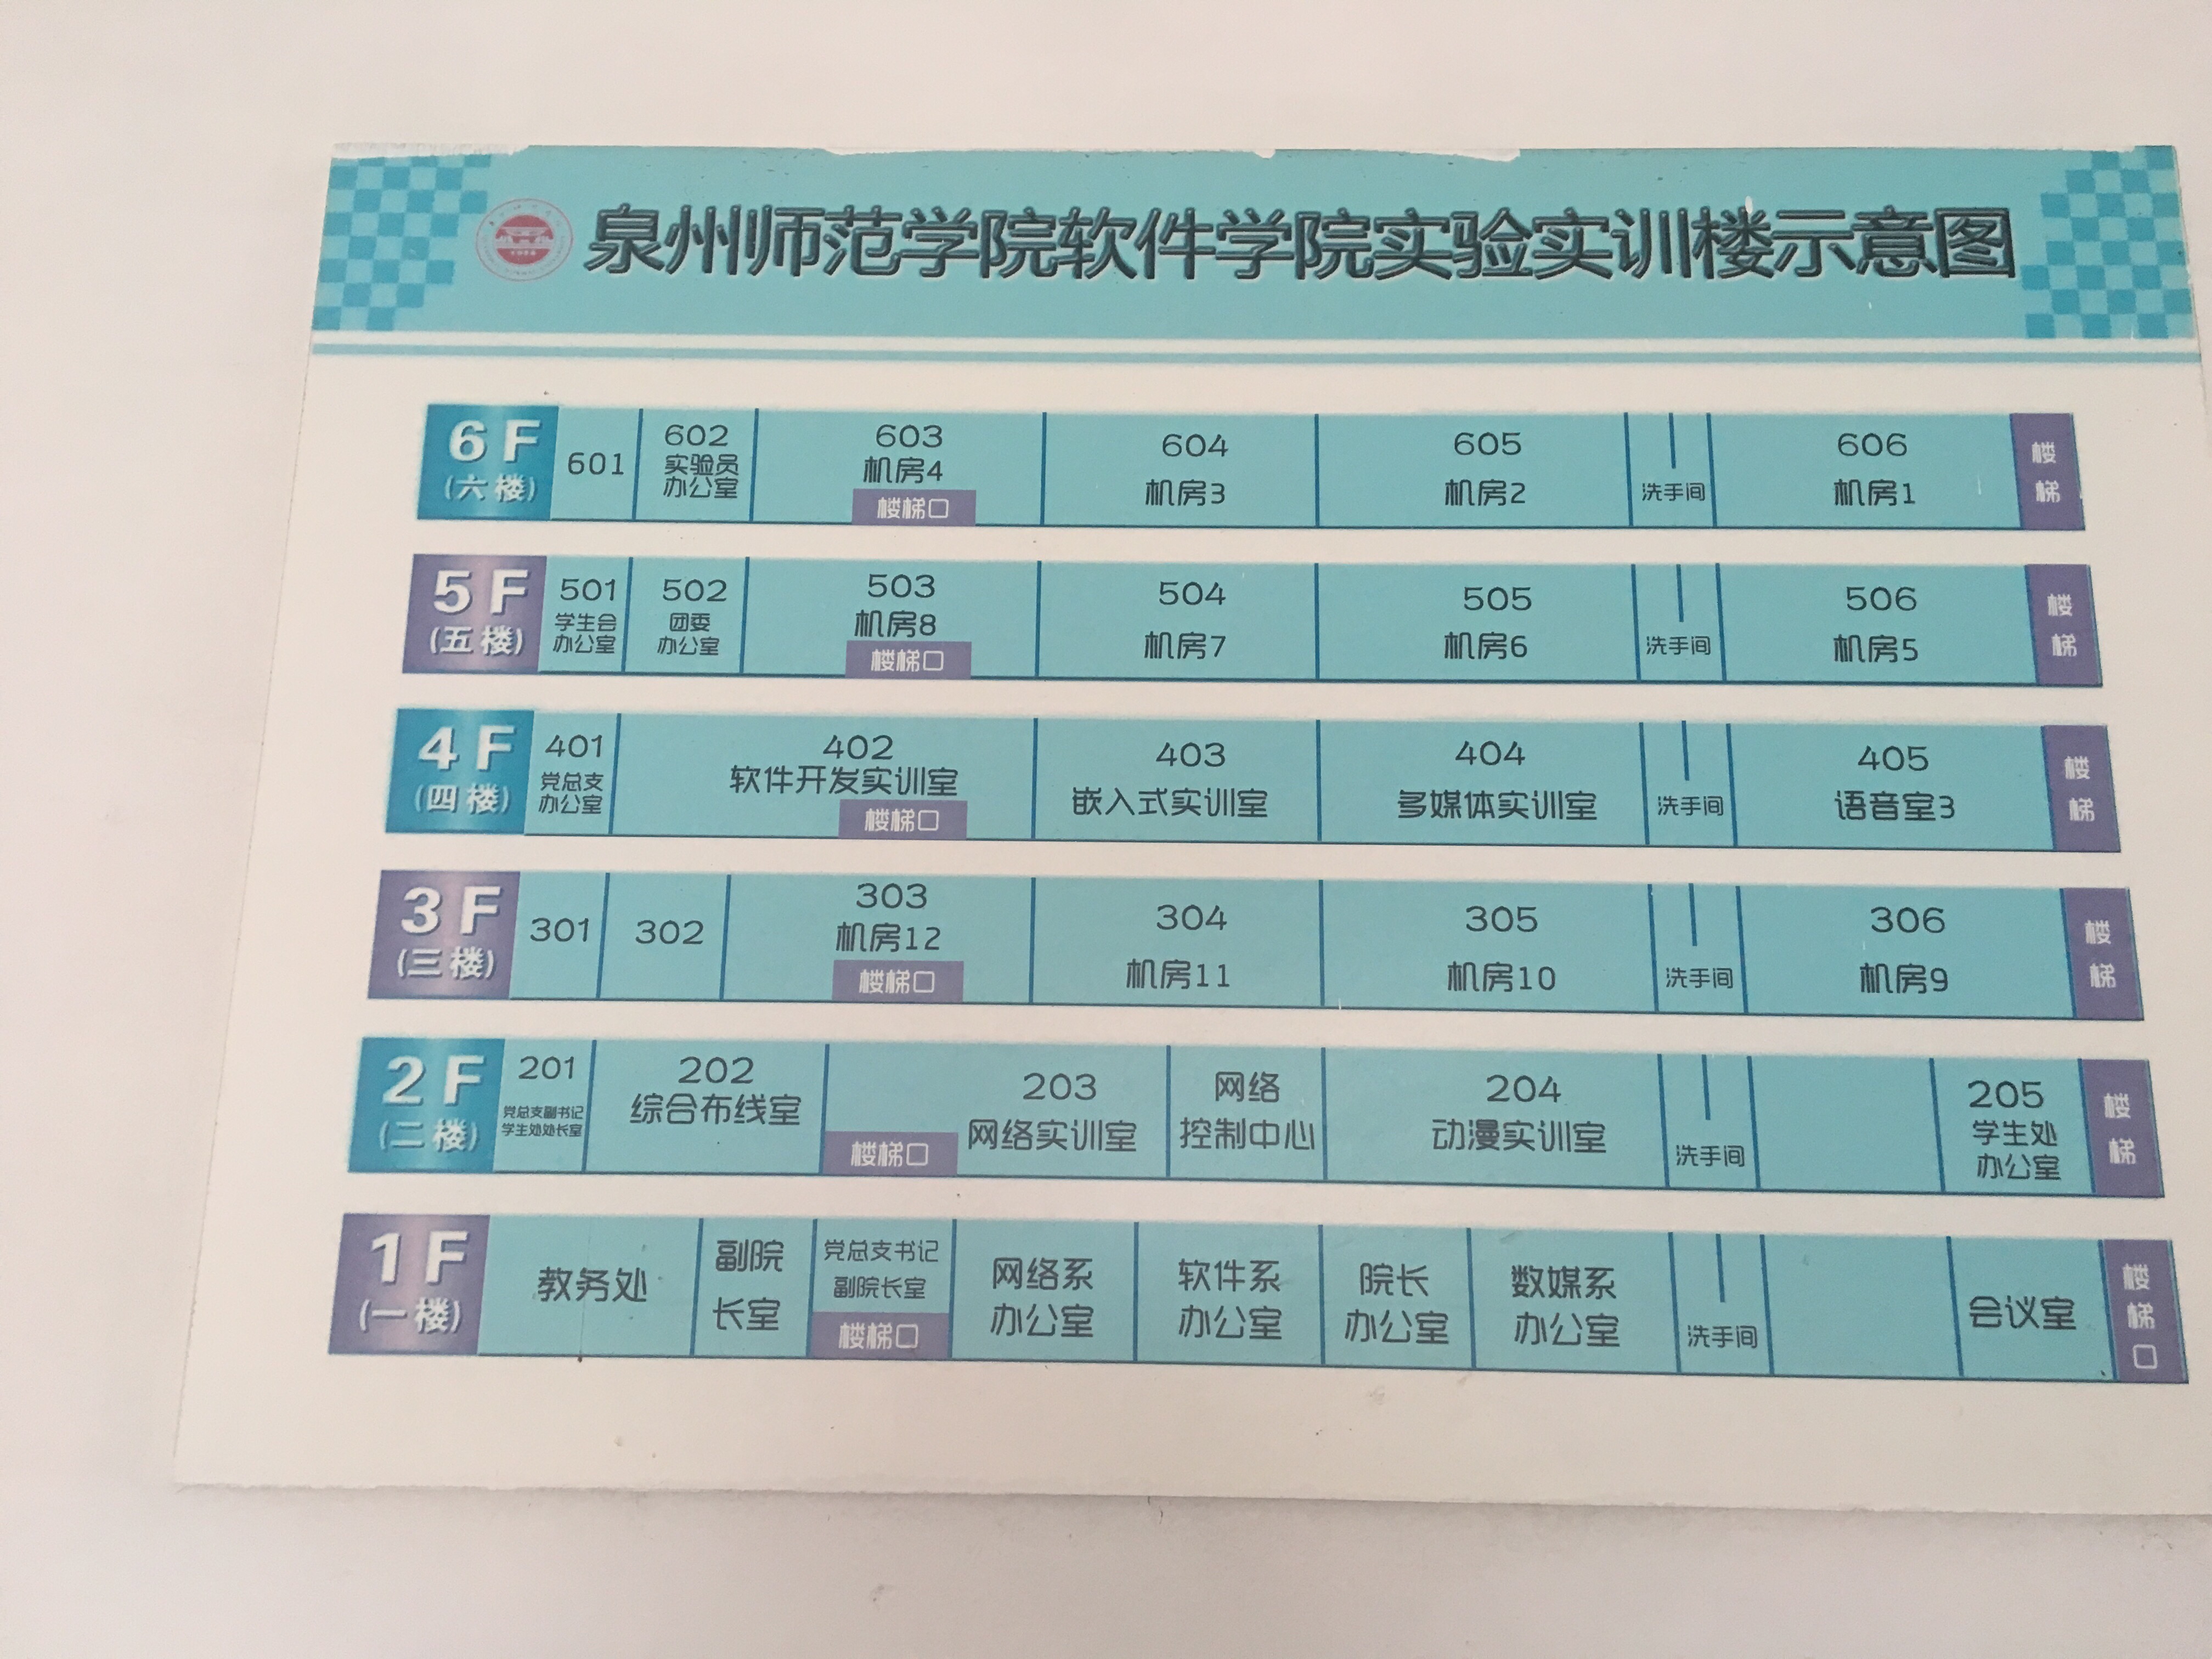 泉州师范学院软件学院实验实训楼示意图
6F
(六楼)
601
602
实验员
办公室
603
机房4
楼梯口
604
机房3
605
机房2
洗手间
606
机房1
楼
梯
5F
(五楼)
501
学生会
办公室
502
团委
办公室
503
机房8
楼梯口
504
机房7
505
机房6
洗手间
506
机房5
楼
梯
4F
(四楼)
401
党总支
办公室
402
软件开发实训室
楼梯口
403
嵌入式实训室
404
多媒体实训室
洗手间
405
语音室3
楼
梯
3F
(三楼)
301
302
303
机房12
楼梯口
304
机房11
305
机房10
洗手间
306
机房9
楼
梯
2F
(二楼)
201
党总支副书记
学生处处长室
202
综合布线室
楼梯口
203
网络实训室
网络
控制中心
204
动漫实训室
洗手间
205
学生处
办公室
楼
梯
1F
(一楼)
教务处
副院
长室
党总支书记
副院长室
楼梯口
网络系
办公室
软件系
办公室
院长
办公室
数媒系
办公室
洗手间
会议室
楼
梯
口